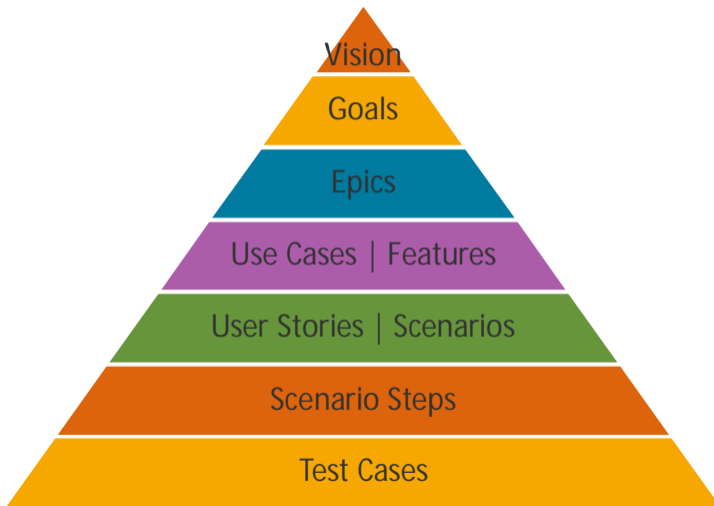 Vision
Goals
Epics
Use Cases | Features
User Stories | Scenarios
Scenario Steps
Test Cases